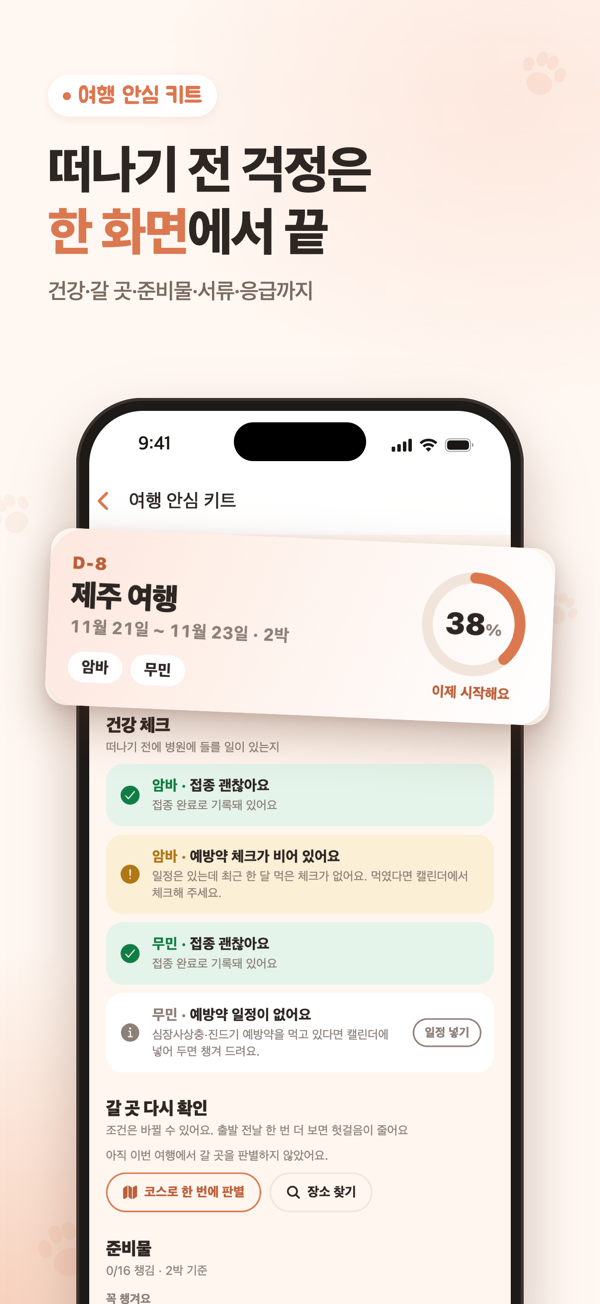 • 여행 안심 키트
떠나기 전 걱정은
한 화면에서 끝
건강·갈 곳·준비물·서류·응급까지
9:41
여행 안심 키트
D-8
제주 여행
11월 21일 ~ 11월 23일 · 2박
암바 무민
38%
이제 시작해요
건강 체크
떠나기 전에 병원에 들를 일이 있는지
암바 · 접종 괜찮아요
접종 완료로 기록돼 있어요
암바 · 예방약 체크가 비어 있어요
일정은 있는데 최근 한 달 먹은 체크가 없어요. 먹였다면 캘린더에서
체크해 주세요.
무민 · 접종 괜찮아요
접종 완료로 기록돼 있어요
무민 · 예방약 일정이 없어요
심장사상충·진드기 예방약을 먹고 있다면 캘린더에
넣어 두면 챙겨 드려요.
일정 넣기
갈 곳 다시 확인
조건은 바뀔 수 있어요. 출발 전날 한 번 더 보면 헛걸음이 줄어요
아직 이번 여행에서 갈 곳을 판별하지 않았어요.
코스로 한 번에 판별 장소 찾기
준비물
0/16 챙김 · 2박 기준
꼭 챙겨요